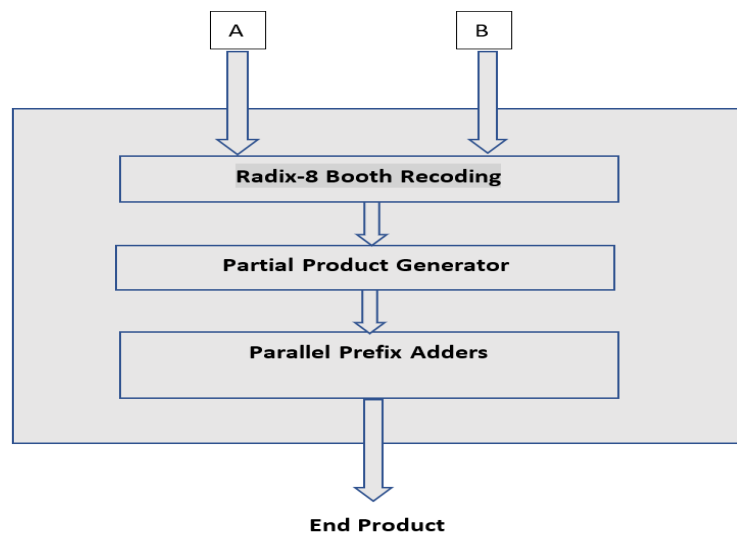 A
B
Radix-8 Booth Recoding
Partial Product Generator
Parallel Prefix Adders
End Product